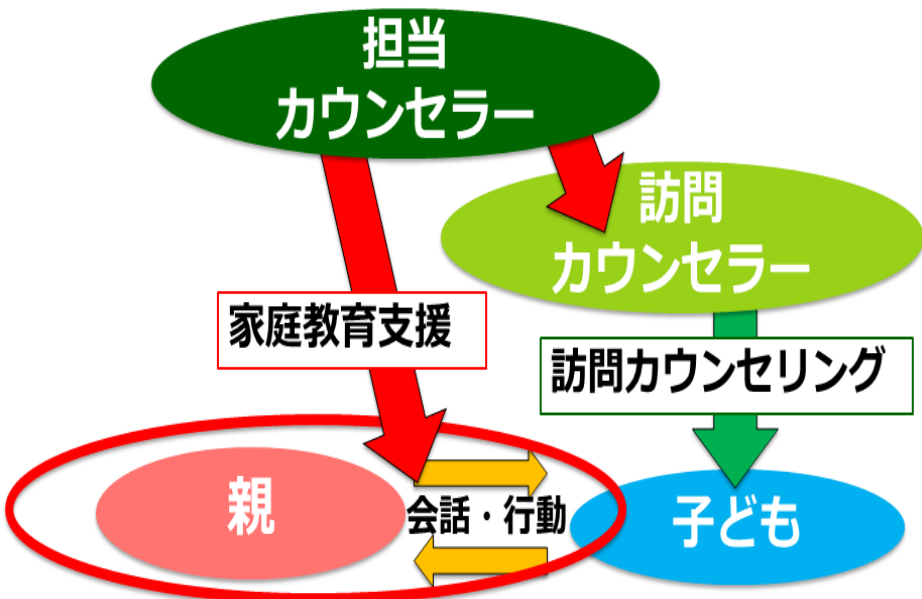 担当
カウンセラー
訪問
カウンセラー
家庭教育支援
訪問カウンセリング
親
会話・行動
子ども